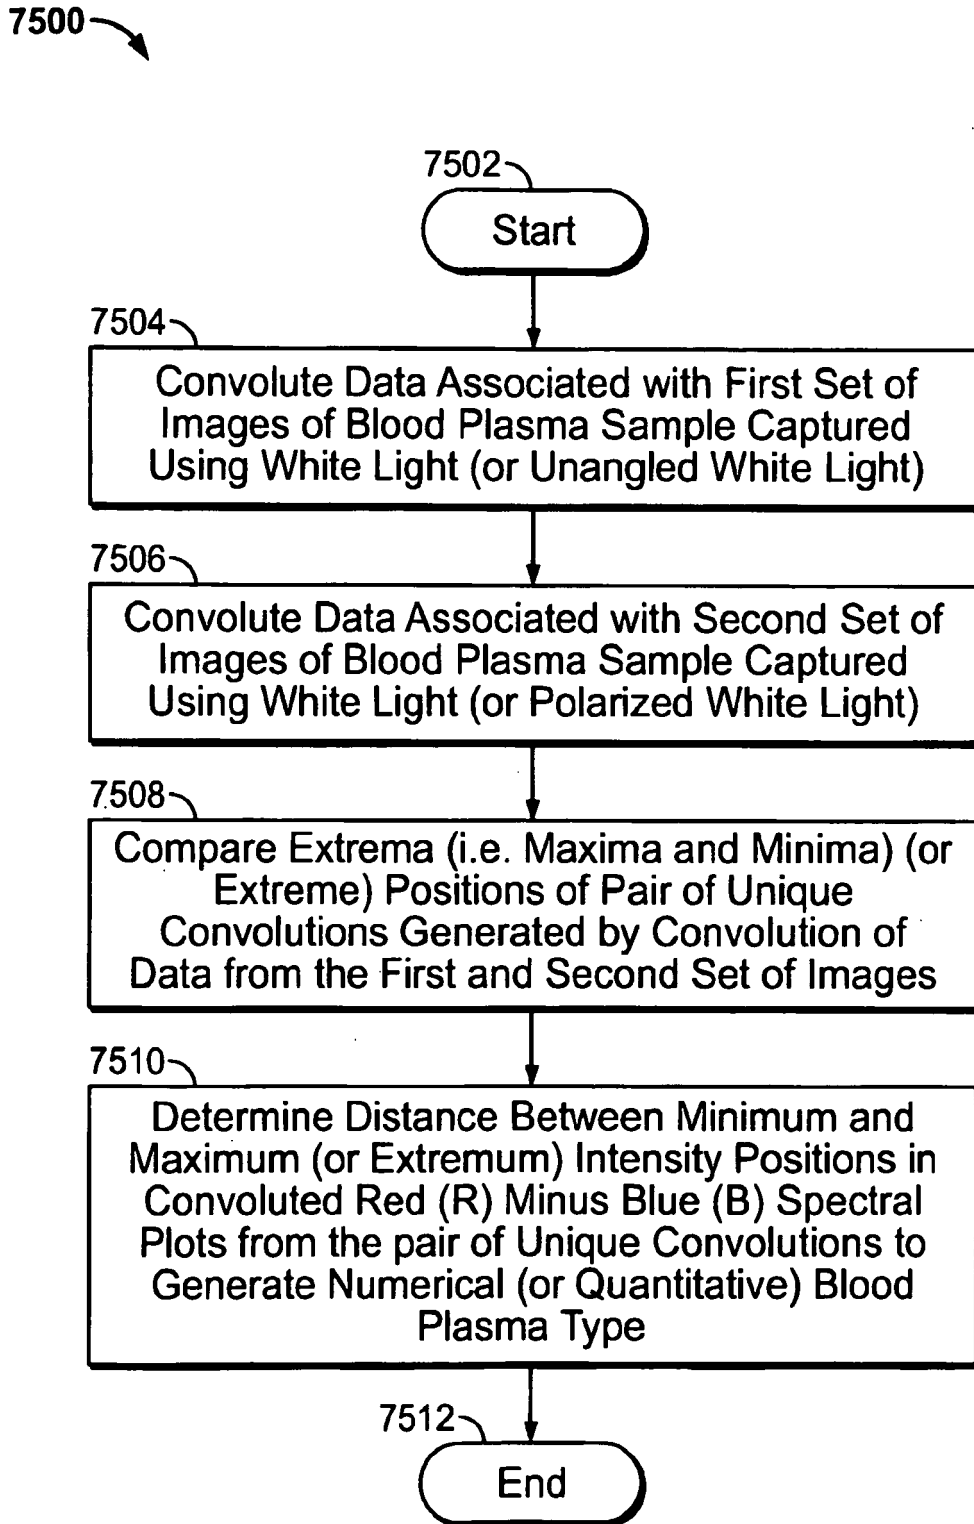 7500
7502
Start
7504
Convolute Data Associated with First Set of
Images of Blood Plasma Sample Captured
Using White Light (or Unangled White Light)
7506
Convolute Data Associated with Second Set of
Images of Blood Plasma Sample Captured
Using White Light (or Polarized White Light)
7508
Compare Extrema (i.e. Maxima and Minima) (or
Extreme) Positions of Pair of Unique
Convolutions Generated by Convolution of
Data from the First and Second Set of Images
7510
Determine Distance Between Minimum and
Maximum (or Extremum) Intensity Positions in
Convoluted Red (R) Minus Blue (B) Spectral
Plots from the pair of Unique Convolutions to
Generate Numerical (or Quantitative) Blood
Plasma Type
7512
End